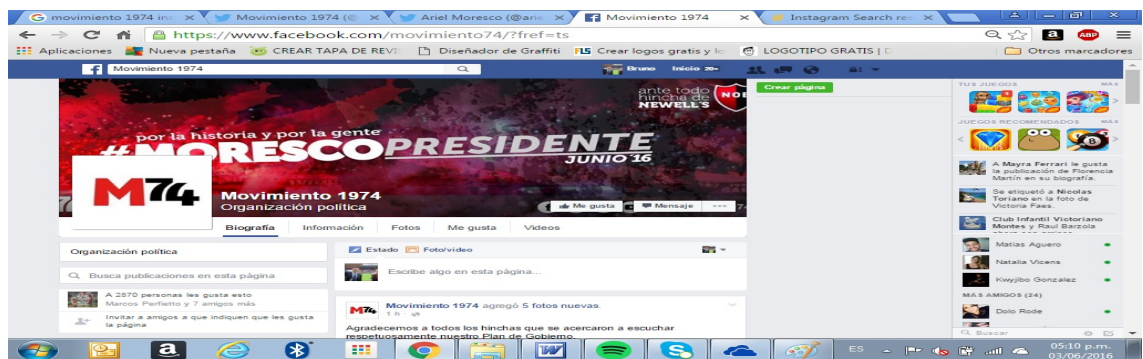 movimiento 1974 ins
Movimiento 1974 (@
Ariel Moresco (@arie
Movimiento 1974
Instagram Search res
https://www.facebook.com/movimiento74/?fref=ts
Aplicaciones
Nueva pestaña
CREAR TAPA DE REVI
Diseñador de Graffiti
Crear logos gratis y lo
LOGOTIPO GRATIS | D
Otros marcadores
Movimiento 1974
Bruno Inicio 20+
ante todo
hincha de
NEWELL'S
por la historia y por la gente
#MORESCOPRESIDENTE
JUNIO 16
M74
Movimiento 1974
Organización política
Me gusta
Mensaje
Biografía Información Fotos Me gusta Videos
Crear página
Organización política
Busca publicaciones en esta página
A 2870 personas les gusta esto
Marcos Perfietto y 7 amigos más
Invitar a amigos a que indiquen que les gusta
la página
Estado Foto/video
Escribe algo en esta página...
M74
Movimiento 1974 agregó 5 fotos nuevas.
1 h
Agradecemos a todos los hinchas que se acercaron a escuchar
respetuosamente nuestro Plan de Gobierno.
TUS JUEGOS MÁS
JUEGOS RECOMENDADOS MÁS
A Mayra Ferrari le gusta
la publicación de Florencia
Martín en su biografía.
Se etiquetó a Nicolas
Toriano en la foto de
Victoria Faes.
Club Infantil Victoriano
Montes y Raul Barzola
Matias Aguero
Natalia Vicens
Kwyjibo Gonzalez
MÁS AMIGOS (24)
Dolo Rode
Buscar
ES
05:10 p.m.
03/06/2016